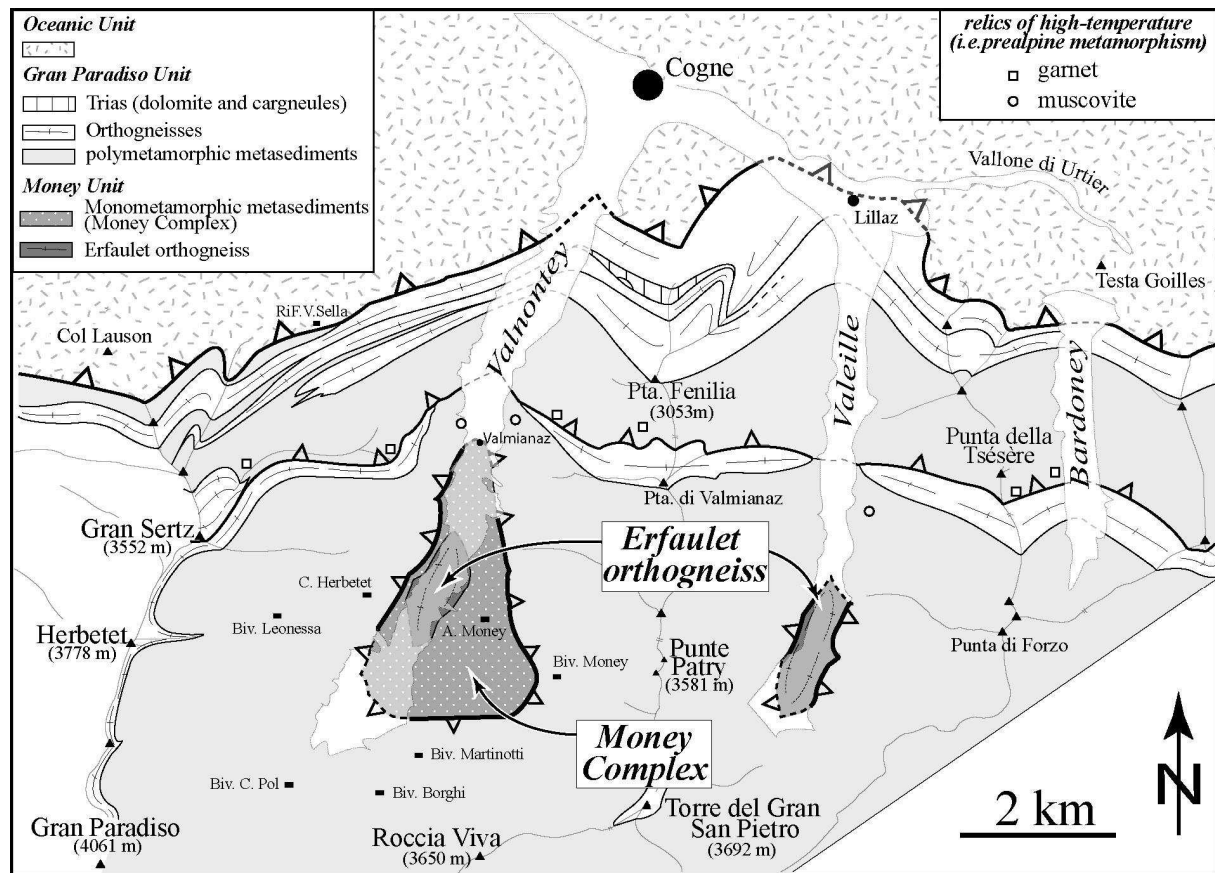 Oceanic Unit
Gran Paradiso Unit
Trias (dolomite and cargneules)
Orthogneisses
polymetamorphic metasediments
Money Unit
Monometamorphic metasediments
(Money Complex)
Erfaulet orthogneiss
relics of high-temperature
(i.e.prealpine metamorphism)
garnet
muscovite
Cogne
Vallone di Urtier
Lillaz
Testa Goilles
RiF.V.Sella
Col Lauson
Valnontey
Valeille
Bardoney
Pta. Fenilia
(3053m)
Valmianaz
Punta della
Tsésère
Pta. di Valmianaz
Gran Sertz
(3552 m)
Erfaulet
orthogneiss
C. Herbetet
Biv. Leonessa
A. Money
Herbetet
(3778 m)
Biv. Money
Punte
Patry
(3581 m)
Punta di Forzo
Money
Complex
Biv. Martinotti
Biv. C. Pol
Biv. Borghi
Gran Paradiso
(4061 m)
Roccia Viva
(3650 m)
Torre del Gran
San Pietro
(3692 m)
2 km
N